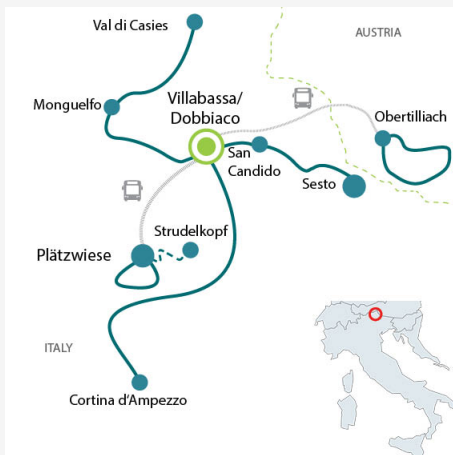 Val di Casies
AUSTRIA
Monguelfo
Villabassa/
Dobbiaco
Obertilliach
San
Candido
Sesto
Strudelkopf
Plätzwiese
ITALY
Cortina d'Ampezzo